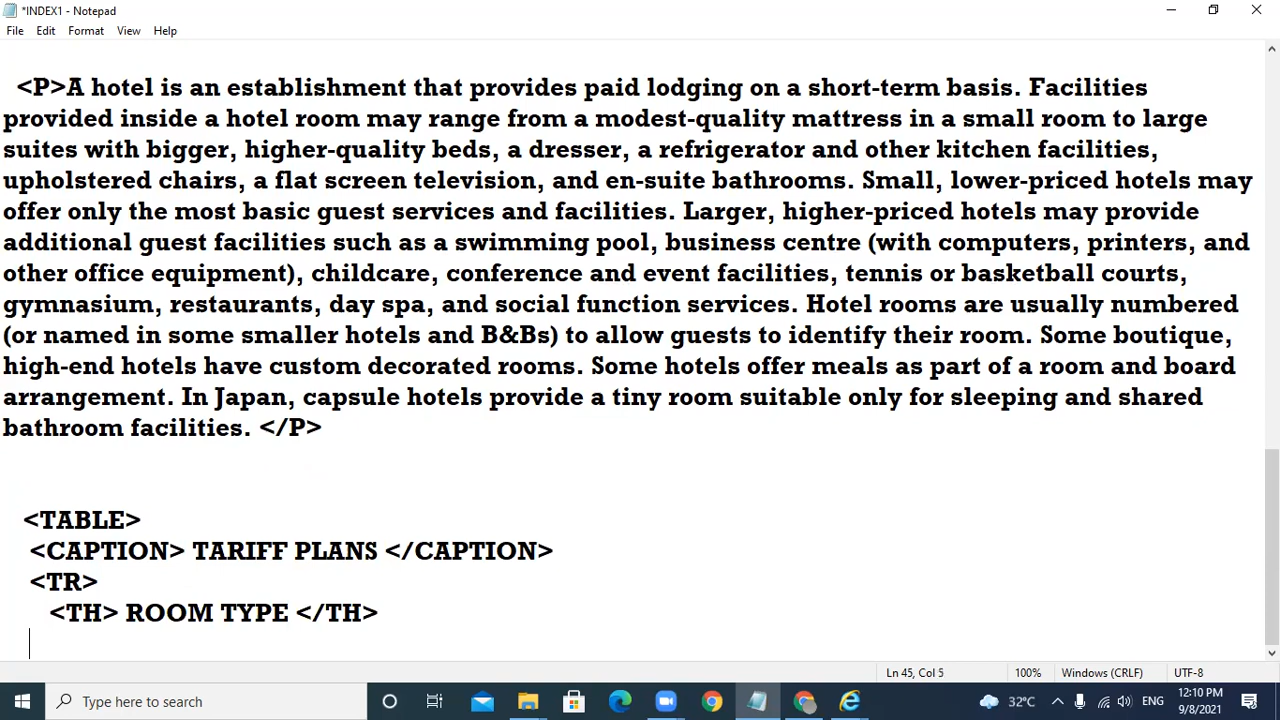 *INDEX1 - Notepad
File Edit Format View Help
<P>A hotel is an establishment that provides paid lodging on a short-term basis. Facilities
provided inside a hotel room may range from a modest-quality mattress in a small room to large
suites with bigger, higher-quality beds, a dresser, a refrigerator and other kitchen facilities,
upholstered chairs, a flat screen television, and en-suite bathrooms. Small, lower-priced hotels may
offer only the most basic guest services and facilities. Larger, higher-priced hotels may provide
additional guest facilities such as a swimming pool, business centre (with computers, printers, and
other office equipment), childcare, conference and event facilities, tennis or basketball courts,
gymnasium, restaurants, day spa, and social function services. Hotel rooms are usually numbered
(or named in some smaller hotels and B&Bs) to allow guests to identify their room. Some boutique,
high-end hotels have custom decorated rooms. Some hotels offer meals as part of a room and board
arrangement. In Japan, capsule hotels provide a tiny room suitable only for sleeping and shared
bathroom facilities. </P>
<TABLE>
<CAPTION> TARIFF PLANS </CAPTION>
<TR>
<TH> ROOM TYPE </TH>
Ln 45, Col 5 100% Windows (CRLF) UTF-8
Type here to search 32°C ENG 12:10 PM
9/8/2021